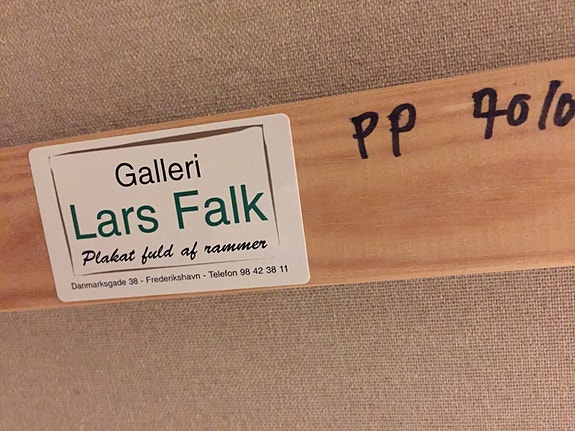 Galleri
Lars Falk
Plakat fuld af rammer
Danmarksgade 38 - Frederikshavn - Telefon 98 42 38 11
PP